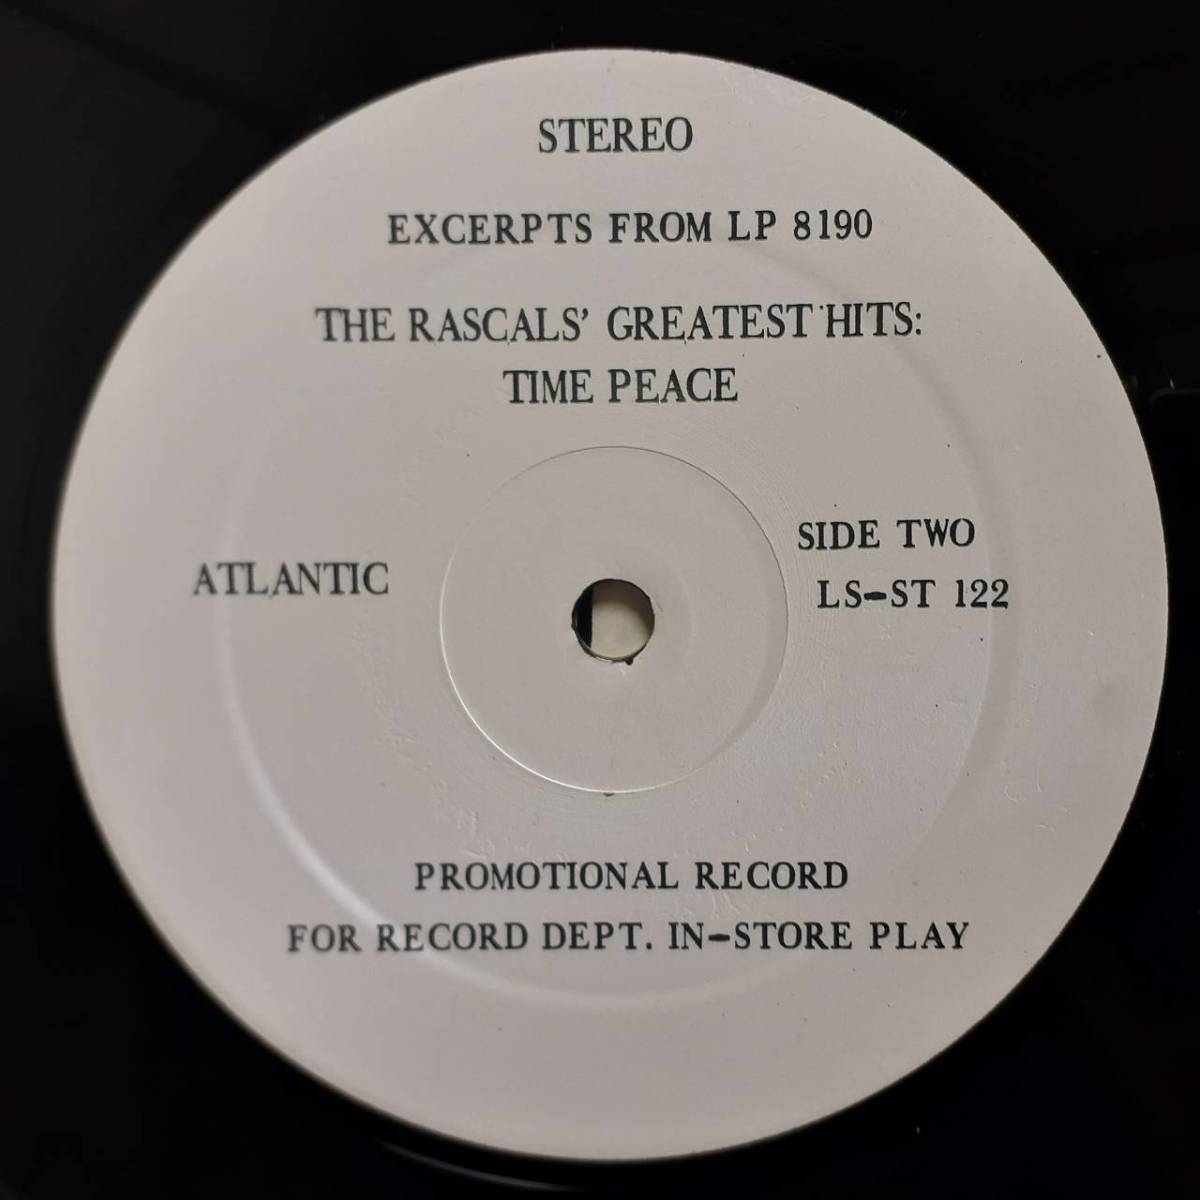 STEREO
EXCERPTS FROM LP 8190
THE RASCALS' GREATEST HITS:
TIME PEACE
ATLANTIC
SIDE TWO
LS-ST 122
PROMOTIONAL RECORD
FOR RECORD DEPT. IN-STORE PLAY